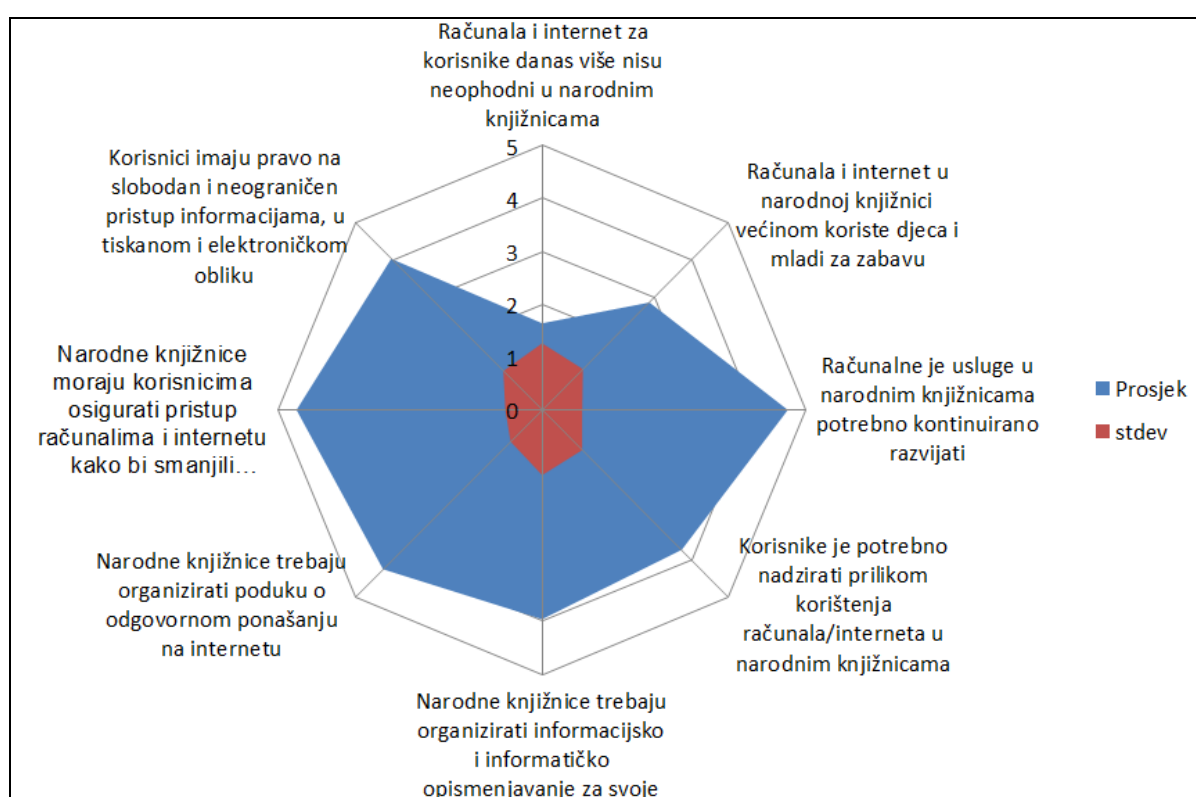 Računala i internet za
korisnike danas više nisu
neophodni u narodnim
knjižnicama
Računala i internet u
narodnoj knjižnici
većinom koriste djeca i
mladi za zabavu
Računalne je usluge u
narodnim knjižnicama
potrebno kontinuirano
razvijati
Korisnike je potrebno
nadzirati prilikom
korištenja
računala/interneta u
narodnim knjižnicama
Narodne knjižnice trebaju
organizirati informacijsko
i informatičko
opismenjavanje za svoje
Narodne knjižnice trebaju
organizirati poduku o
odgovornom ponašanju
na internetu
Narodne knjižnice
moraju korisnicima
osigurati pristup
računalima i internetu
kako bi smanjili…
Korisnici imaju pravo na
slobodan i neograničen
pristup informacijama, u
tiskanom i elektroničkom
obliku
5
4
3
2
1
0
Prosjek
stdev